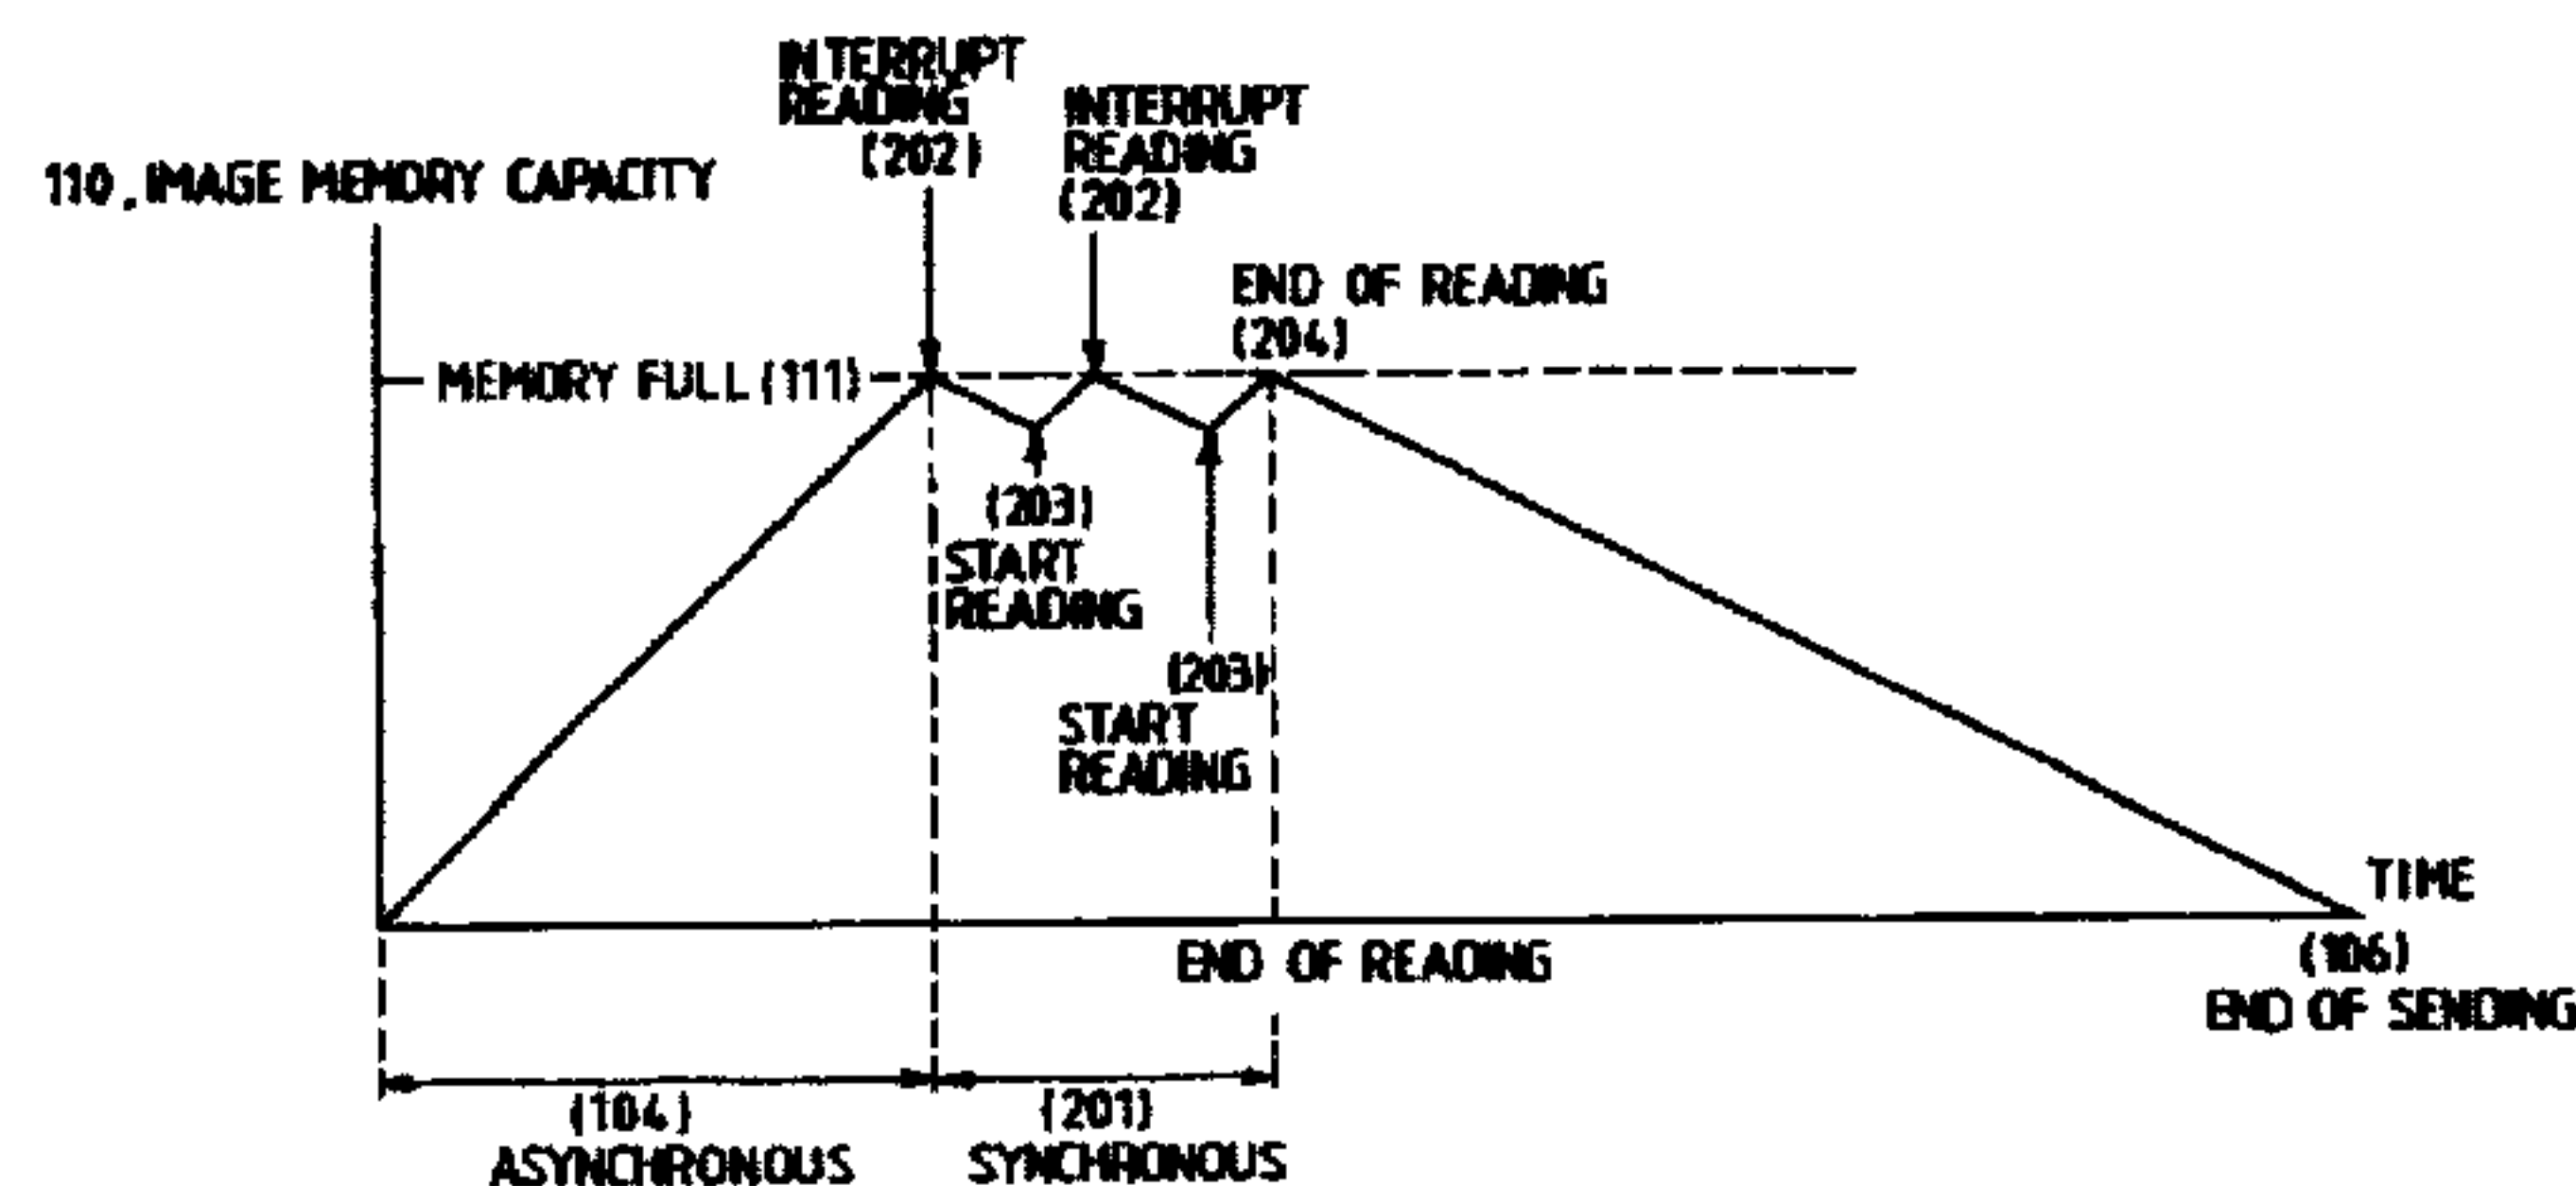 INTERRUPT
READING
(202)
INTERRUPT
READING
(202)
110. IMAGE MEMORY CAPACITY
END OF READING
(204)
MEMORY FULL (111)
(203)
START
READING
(203)
START
READING
TIME
END OF READING
(106)
END OF SENDING
(104)
ASYNCHRONOUS
(201)
SYNCHRONOUS